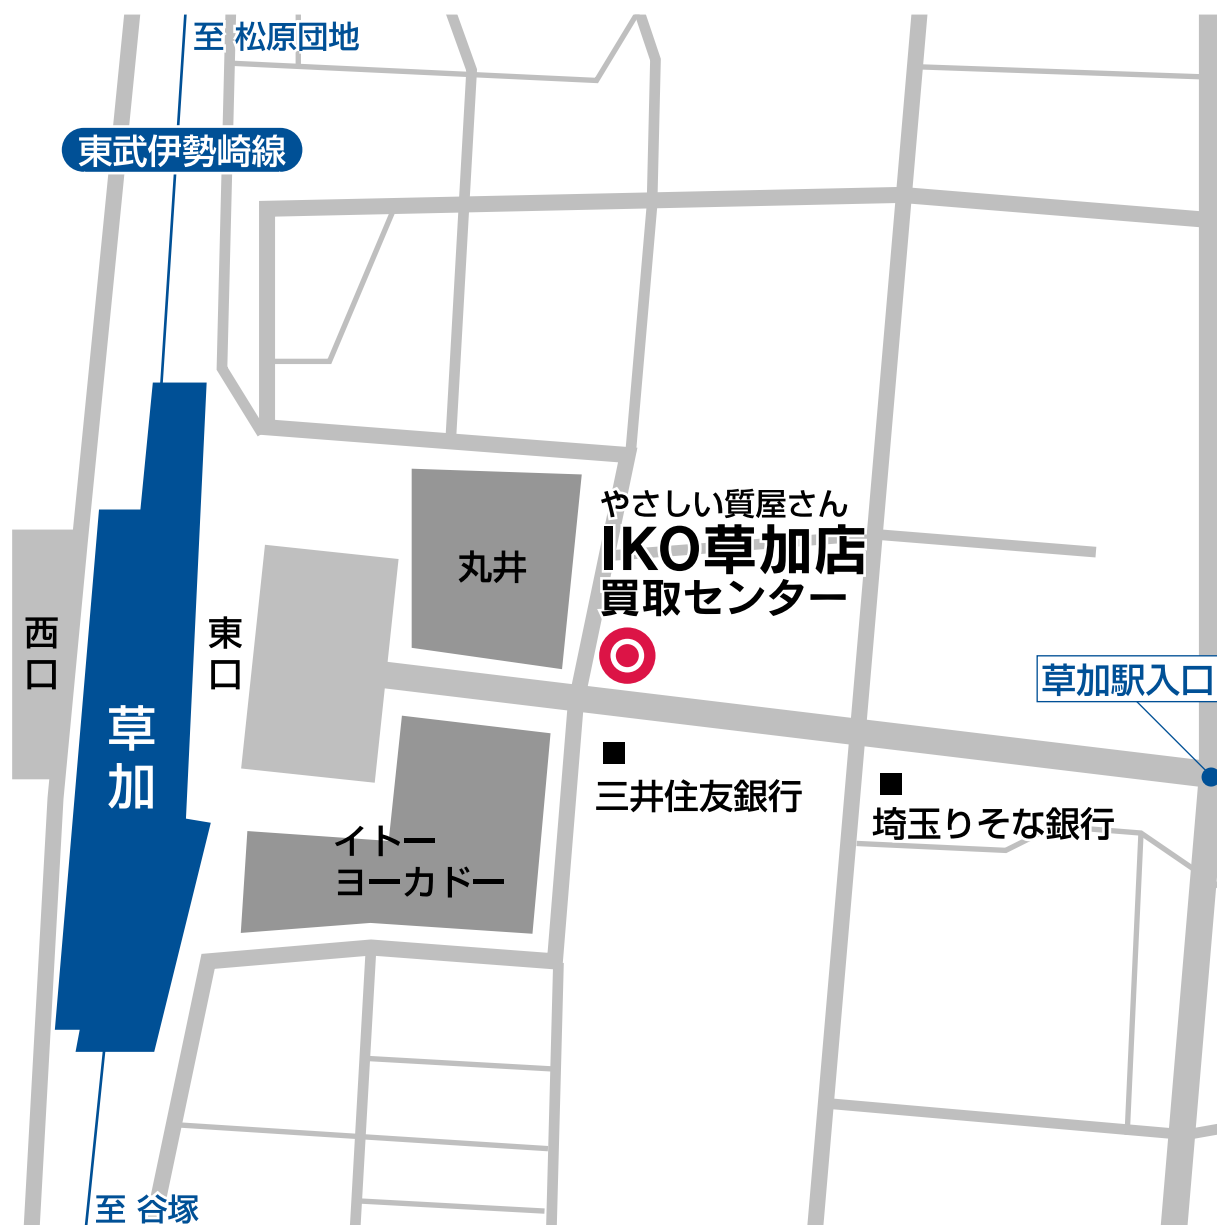 至 松原団地
東武伊勢崎線
やさしい質屋さん
IKO草加店
買取センター
丸井
西口
東口
草加
草加駅入口
三井住友銀行
埼玉りそな銀行
イトー
ヨーカドー
至 谷塚